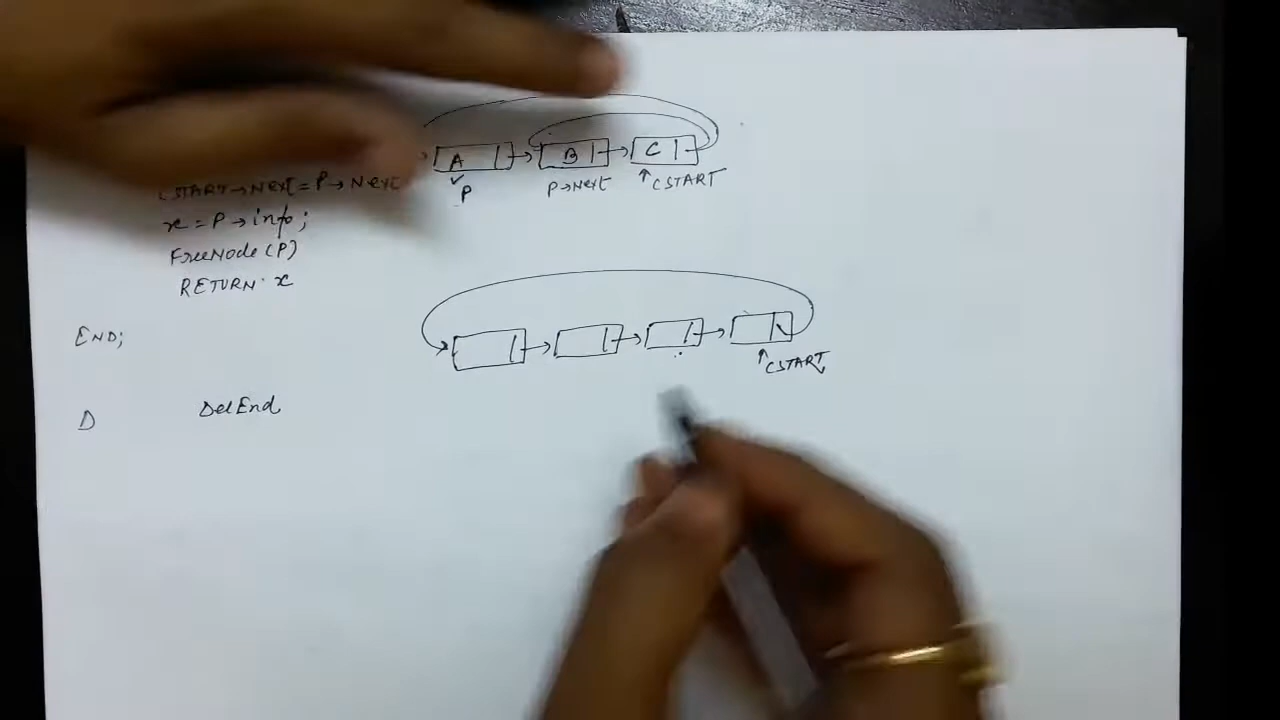 A B C
P P→Next ↑CSTART
CSTART→Next = P→Next
x = P→info;
FreeNode(P)
RETURN x
END;
↑CSTART
D DelEnd